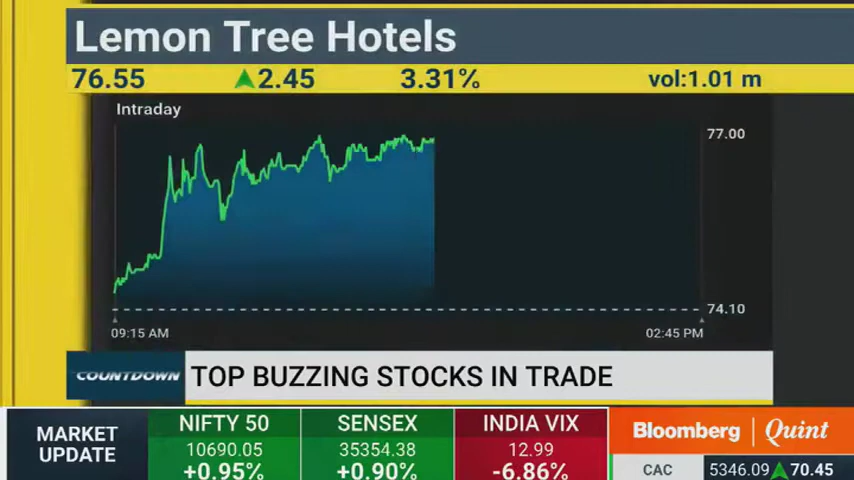 Lemon Tree Hotels
76.55 ▲2.45 3.31% vol:1.01 m
Intraday
77.00
74.10
09:15 AM 02:45 PM
COUNTDOWN TOP BUZZING STOCKS IN TRADE
MARKET UPDATE
NIFTY 50
10690.05
+0.95%
SENSEX
35354.38
+0.90%
INDIA VIX
12.99
-6.86%
Bloomberg | Quint
CAC 5346.09 ▲ 70.45